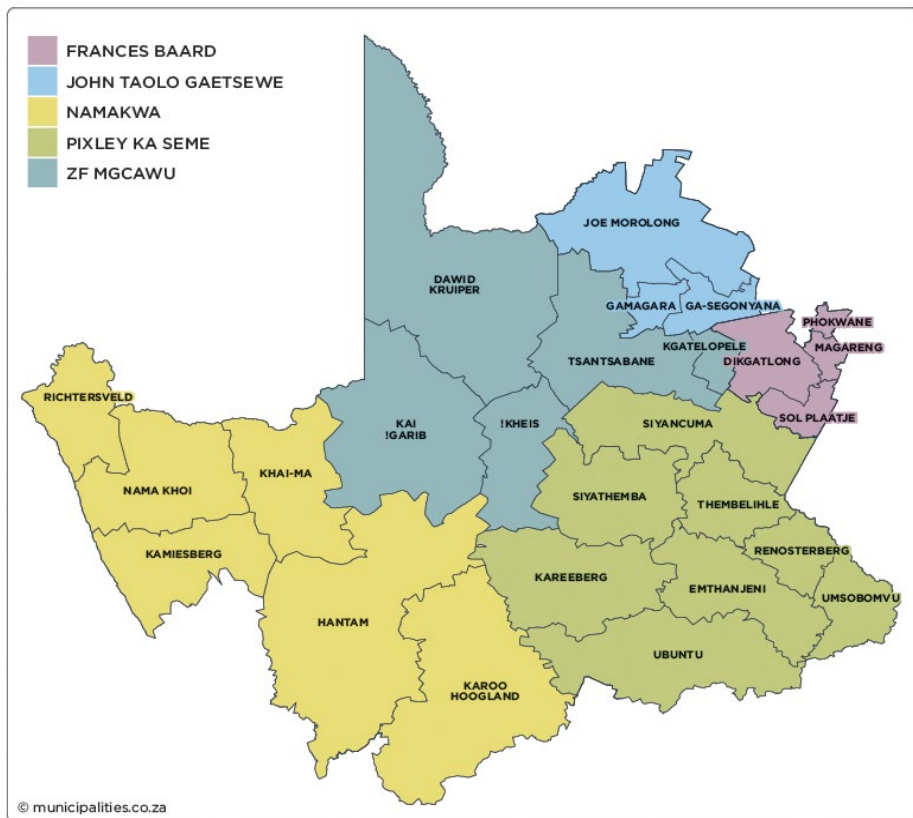 FRANCES BAARD
JOHN TAOLO GAETSEWE
NAMAKWA
PIXLEY KA SEME
ZF MGCAWU
JOE MOROLONG
DAWID
KRUIPER
GAMAGARA
GA-SEGONYANA
PHOKWANE
KGATELOPELE
MAGARENG
TSANTSABANE
DIKGATLONG
RICHTERSVELD
SOL PLAATJE
KAI
!GARIB
!KHEIS
SIYANCUMA
KHAI-MA
NAMA KHOI
SIYATHEMBA
THEMBELIHLE
KAMIESBERG
RENOSTERBERG
KAREEBERG
EMTHANJENI
UMSOBOMVU
HANTAM
UBUNTU
KAROO
HOOGLAND
© municipalities.co.za